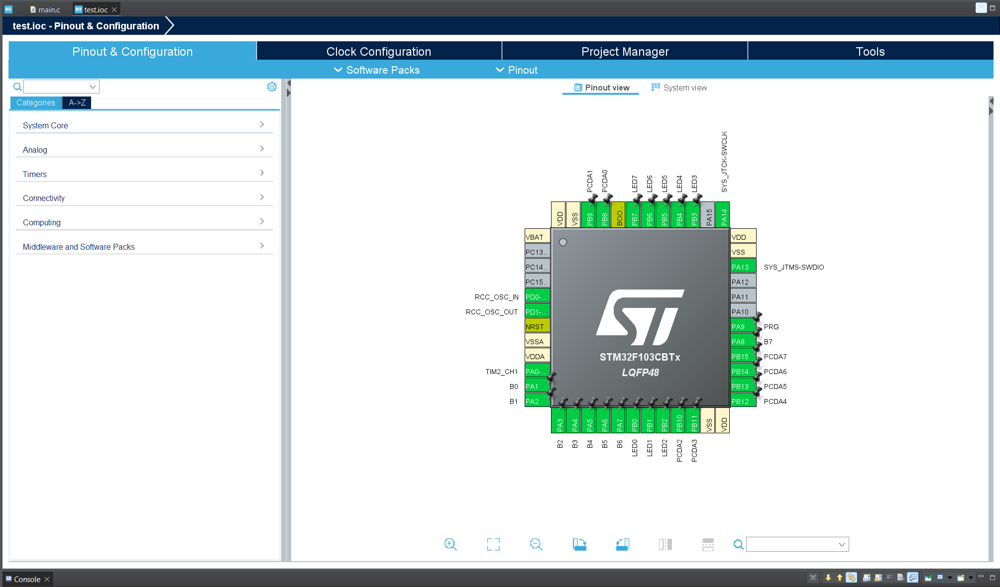 main.c
test.ioc
test.ioc - Pinout & Configuration
Pinout & Configuration
Clock Configuration
Project Manager
Tools
Software Packs
Pinout
Pinout view
System view
Categories
A->Z
System Core
Analog
Timers
Connectivity
Computing
Middleware and Software Packs
PCDA1
PCDA0
LED7
LED6
LED5
LED4
LED3
SYS_JTCK-SWCLK
VDD
VSS
PB9
PB8
BOO..
PB7
PB6
PB5
PB4
PB3
PA15
PA14
VBAT
PC13..
PC14..
PC15..
RCC_OSC_IN PD0-..
RCC_OSC_OUT PD1-..
NRST
VSSA
VDDA
TIM2_CH1 PA0-..
B0 PA1
B1 PA2
STM32F103CBTx
LQFP48
VDD
VSS
PA13 SYS_JTMS-SWDIO
PA12
PA11
PA10
PA9 PRG
PA8 B7
PB15 PCDA7
PB14 PCDA6
PB13 PCDA5
PB12 PCDA4
PA3
PA4
PA5
PA6
PA7
PB0
PB1
PB2
PB10
PB11
VSS
VDD
B2
B3
B4
B5
B6
LED0
LED1
LED2
PCDA2
PCDA3
Console